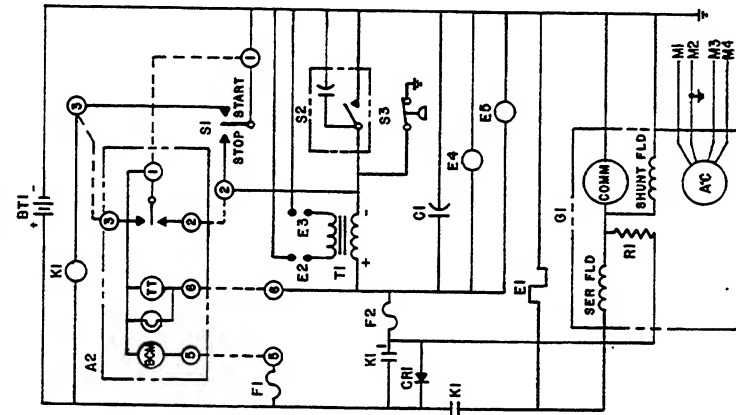 BT1
+ -
K1
A2
BCM
TT
3
1
5
6
2
3
S1
STOP
START
2
1
F1
5
6
E2
E3
T1
+ -
S2
S3
K1
F2
CR1
K1
C1
E4
E5
E1
G1
SER FLD
COMM
R1
SHUNT FLD
A°C
M1
M2
M3
M4